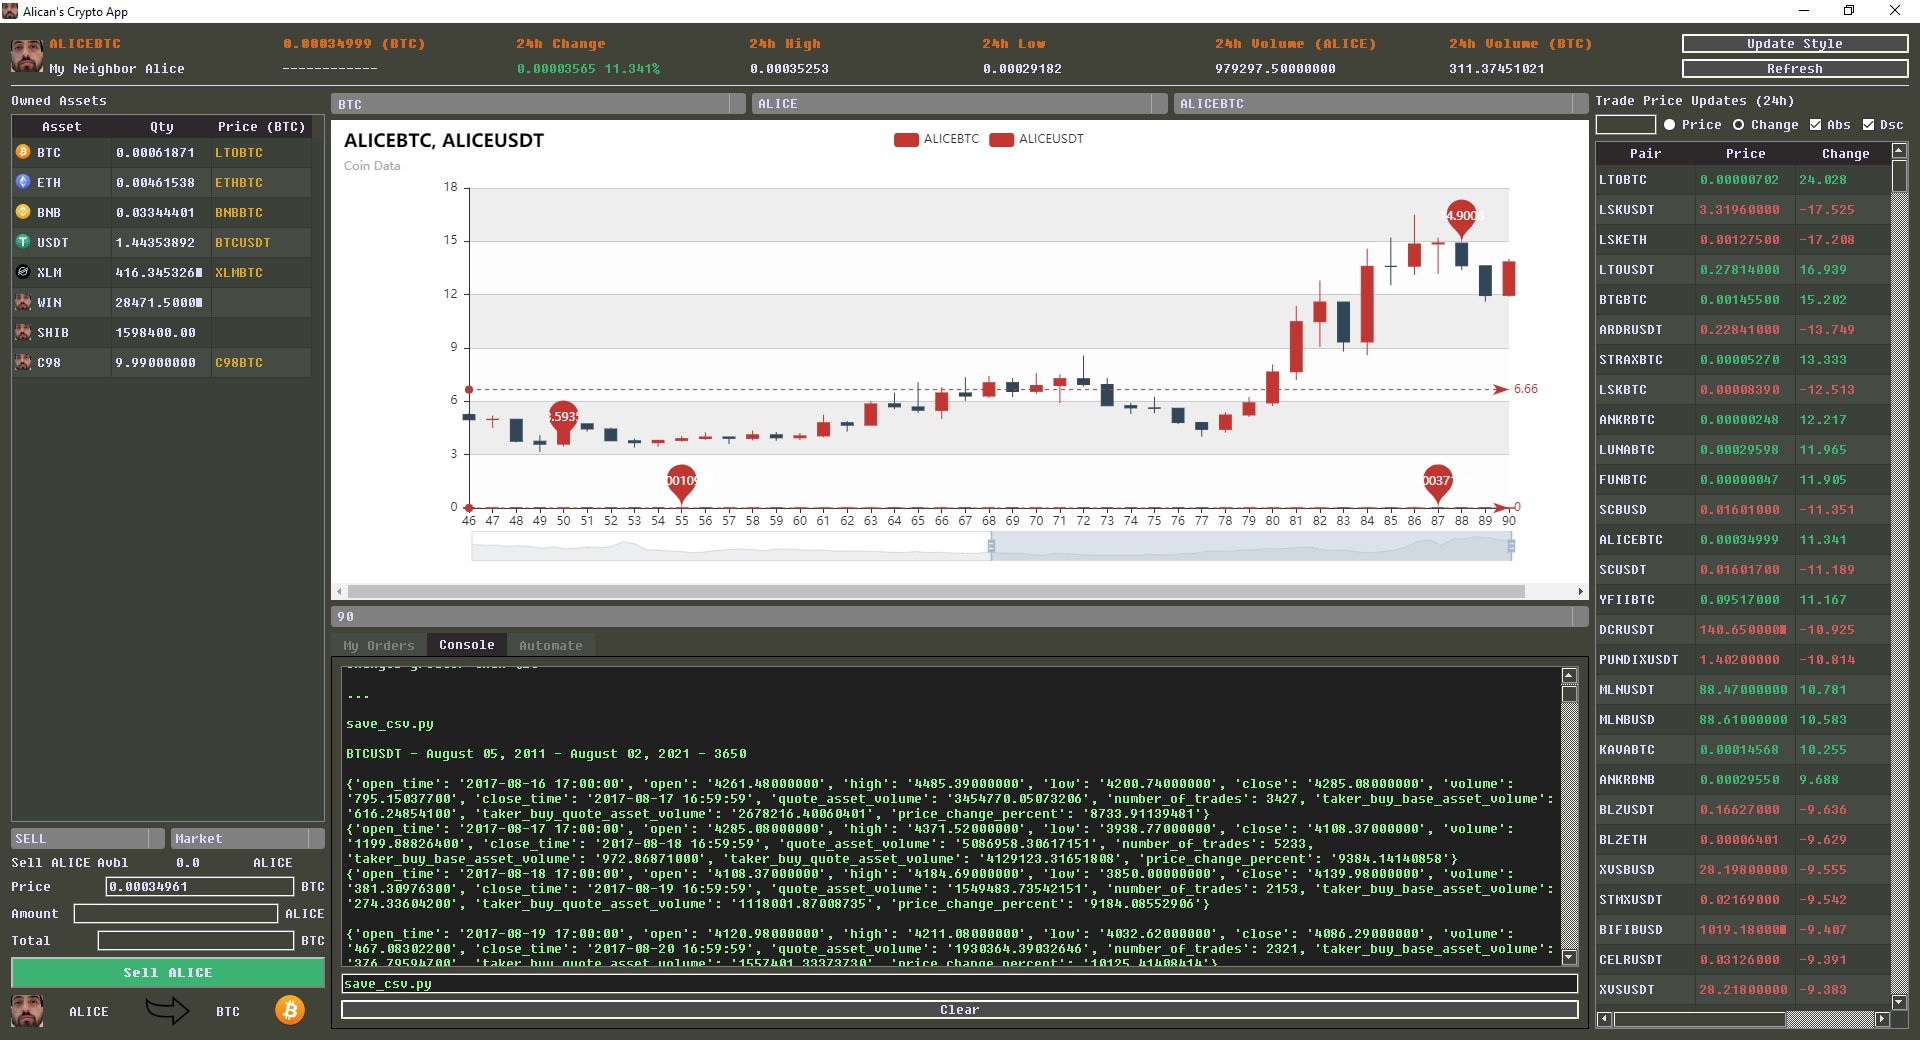 Alican's Crypto App
ALICEBTC 0.00034999 (BTC) 24h Change 24h High 24h Low 24h Volume (ALICE) 24h Volume (BTC) Update Style
My Neighbor Alice ------------ 0.00003565 11.341% 0.00035253 0.00029182 979297.50000000 311.37451021 Refresh
Owned Assets
Asset Qty Price (BTC)
BTC 0.00061871 LTOBTC
ETH 0.00461538 ETHBTC
BNB 0.03344401 BNBBTC
USDT 1.44353892 BTCUSDT
XLM 416.345326 XLMBTC
WIN 28471.5000
SHIB 1598400.00
C98 9.99000000 C98BTC
SELL Market
Sell ALICE Avbl 0.0 ALICE
Price 0.00034961 BTC
Amount ALICE
Total BTC
Sell ALICE
ALICE BTC
BTC ALICE ALICEBTC
ALICEBTC, ALICEUSDT
Coin Data
ALICEBTC ALICEUSDT
18
15
12
9
6
3
0
4.9003
.5935
6.66
00109
0037
0
46 47 48 49 50 51 52 53 54 55 56 57 58 59 60 61 62 63 64 65 66 67 68 69 70 71 72 73 74 75 76 77 78 79 80 81 82 83 84 85 86 87 88 89 90
90
My Orders Console Automate
...
save_csv.py
BTCUSDT - August 05, 2011 - August 02, 2021 - 3650
{'open_time': '2017-08-16 17:00:00', 'open': '4261.48000000', 'high': '4485.39000000', 'low': '4200.74000000', 'close': '4285.08000000', 'volume':
'795.15037700', 'close_time': '2017-08-17 16:59:59', 'quote_asset_volume': '3454770.05073206', 'number_of_trades': 3427, 'taker_buy_base_asset_volume':
'616.24854100', 'taker_buy_quote_asset_volume': '2678216.40060401', 'price_change_percent': '8733.91139481'}
{'open_time': '2017-08-17 17:00:00', 'open': '4285.08000000', 'high': '4371.52000000', 'low': '3938.77000000', 'close': '4108.37000000', 'volume':
'1199.88826400', 'close_time': '2017-08-18 16:59:59', 'quote_asset_volume': '5086958.30617151', 'number_of_trades': 5233,
'taker_buy_base_asset_volume': '972.86871000', 'taker_buy_quote_asset_volume': '4129123.31651808', 'price_change_percent': '9384.14140858'}
{'open_time': '2017-08-18 17:00:00', 'open': '4108.37000000', 'high': '4184.69000000', 'low': '3850.00000000', 'close': '4139.98000000', 'volume':
'381.30976300', 'close_time': '2017-08-19 16:59:59', 'quote_asset_volume': '1549483.73542151', 'number_of_trades': 2153, 'taker_buy_base_asset_volume':
'274.33604200', 'taker_buy_quote_asset_volume': '1118001.87008735', 'price_change_percent': '9184.08552906'}
{'open_time': '2017-08-19 17:00:00', 'open': '4120.98000000', 'high': '4211.08000000', 'low': '4032.62000000', 'close': '4086.29000000', 'volume':
'467.08302200', 'close_time': '2017-08-20 16:59:59', 'quote_asset_volume': '1930364.39032646', 'number_of_trades': 2321, 'taker_buy_base_asset_volume':
'376.79594700', 'taker_buy_quote_asset_volume': '1557401.33373730', 'price_change_percent': '10125.41408414'}
save_csv.py
Clear
Trade Price Updates (24h)
Price Change Abs Dsc
Pair Price Change
LTOBTC 0.00000702 24.028
LSKUSDT 3.31960000 -17.525
LSKETH 0.00127500 -17.208
LTOUSDT 0.27814000 16.939
BTGBTC 0.00145500 15.202
ARDRUSDT 0.22841000 -13.749
STRAXBTC 0.00005270 13.333
LSKBTC 0.00008390 -12.513
ANKRBTC 0.00000248 12.217
LUNABTC 0.00029598 11.965
FUNBTC 0.00000047 11.905
SCBUSD 0.01601000 -11.351
ALICEBTC 0.00034999 11.341
SCUSDT 0.01601700 -11.189
YFIIBTC 0.09517000 11.167
DCRUSDT 140.650000 -10.925
PUNDIXUSDT 1.40200000 -10.814
MLNUSDT 88.47000000 10.781
MLNBUSD 88.61000000 10.583
KAVABTC 0.00014568 10.255
ANKRBNB 0.00029550 9.688
BLZUSDT 0.16627000 -9.636
BLZETH 0.00006401 -9.629
XVSBUSD 28.19800000 -9.555
STMXUSDT 0.02169000 -9.542
BIFIBUSD 1019.18000 -9.407
CELRUSDT 0.03126000 -9.391
XVSUSDT 28.21800000 -9.383